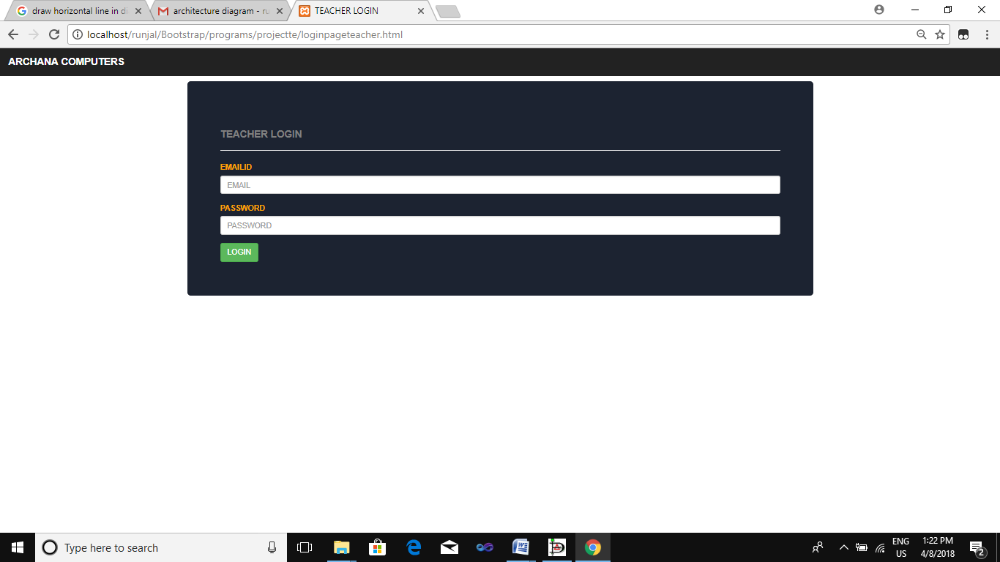 draw horizontal line in di
architecture diagram - ru
TEACHER LOGIN
localhost/runjal/Bootstrap/programs/projectte/loginpageteacher.html
ARCHANA COMPUTERS
TEACHER LOGIN
EMAILID
EMAIL
PASSWORD
PASSWORD
LOGIN
Type here to search
ENG
US
1:22 PM
4/8/2018
2